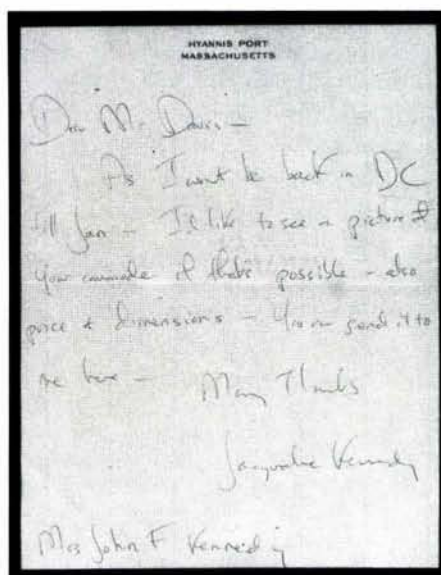 HYANNIS PORT
MASSACHUSETTS
Dear Mr Davis –
As I wont be back in DC
till Jan – I'd like to see a picture of
your commode if that's possible – also
price & dimensions – You can send it to
me here –
Many Thanks
Jacqueline Kennedy
Mrs John F Kennedy